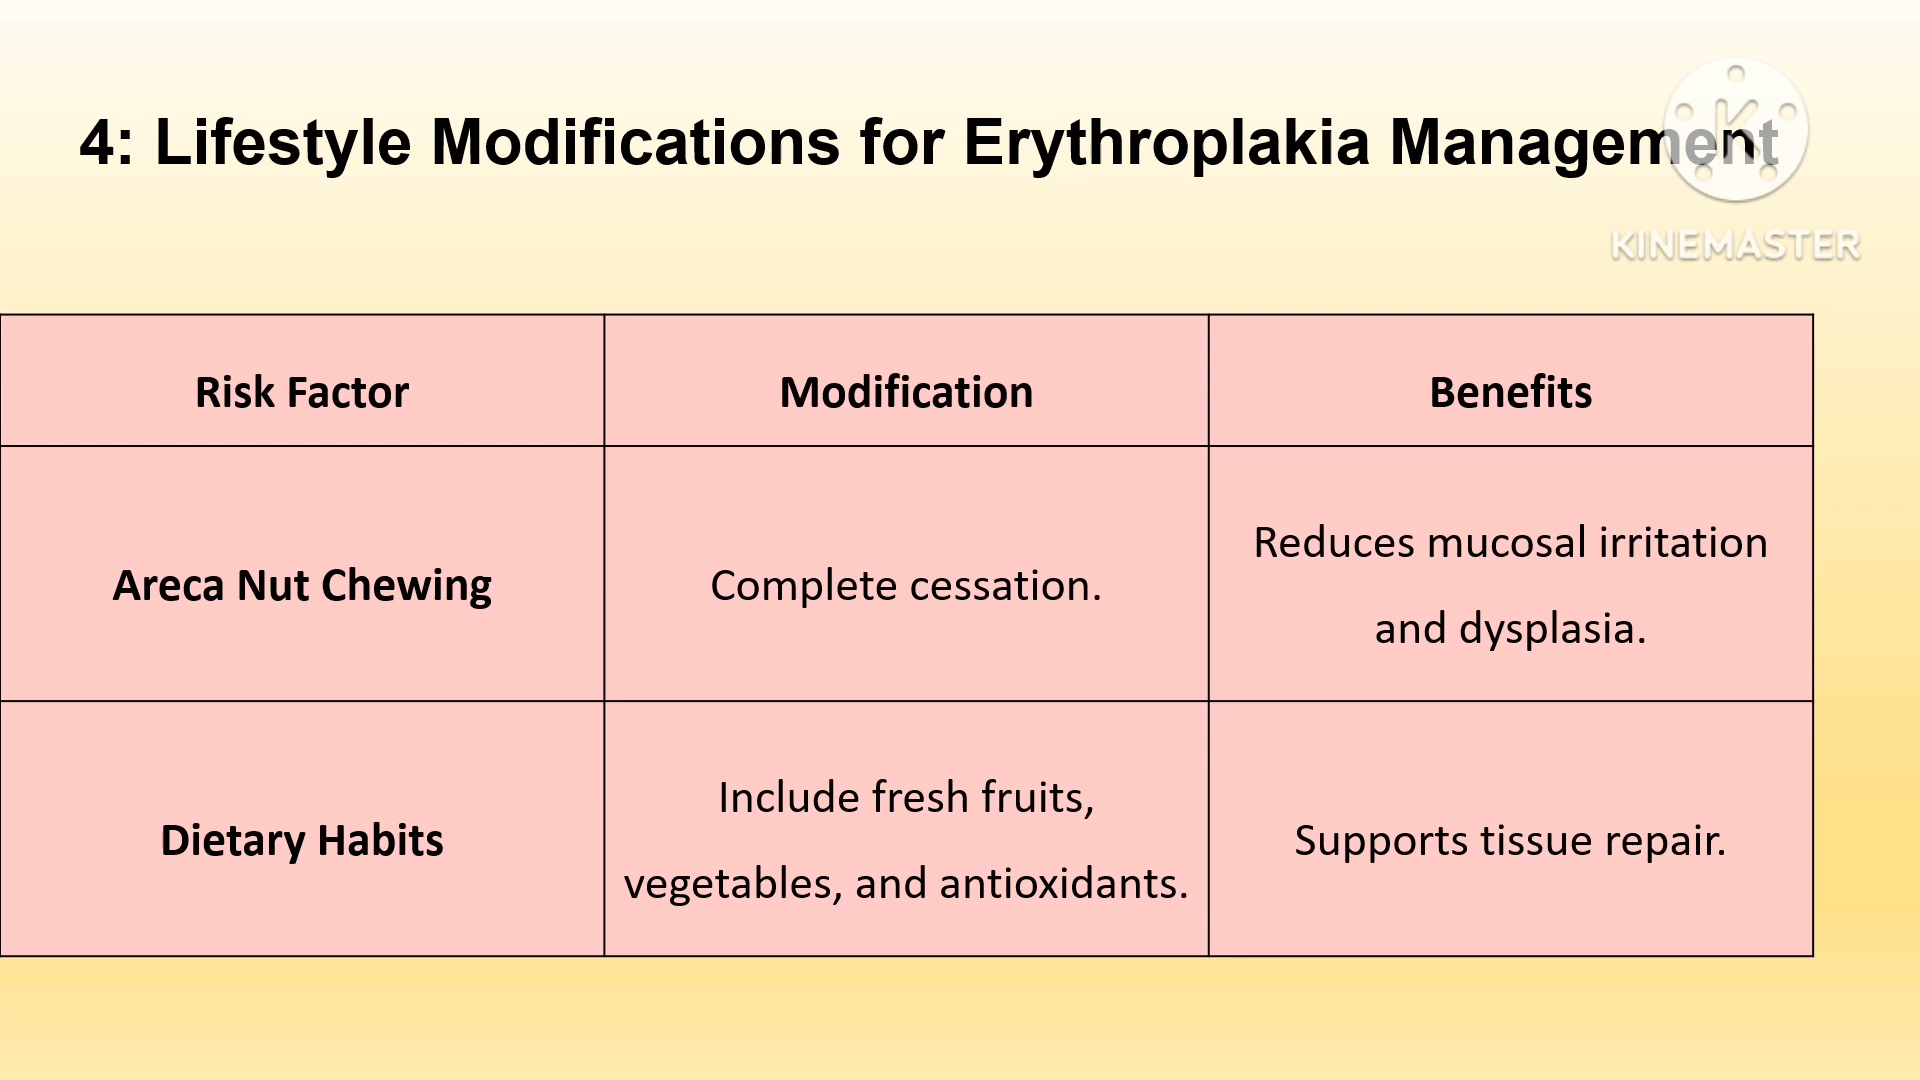 4: Lifestyle Modifications for Erythroplakia Management
KINEMASTER
Risk Factor
Modification
Benefits
Areca Nut Chewing
Complete cessation.
Reduces mucosal irritation
and dysplasia.
Dietary Habits
Include fresh fruits,
vegetables, and antioxidants.
Supports tissue repair.